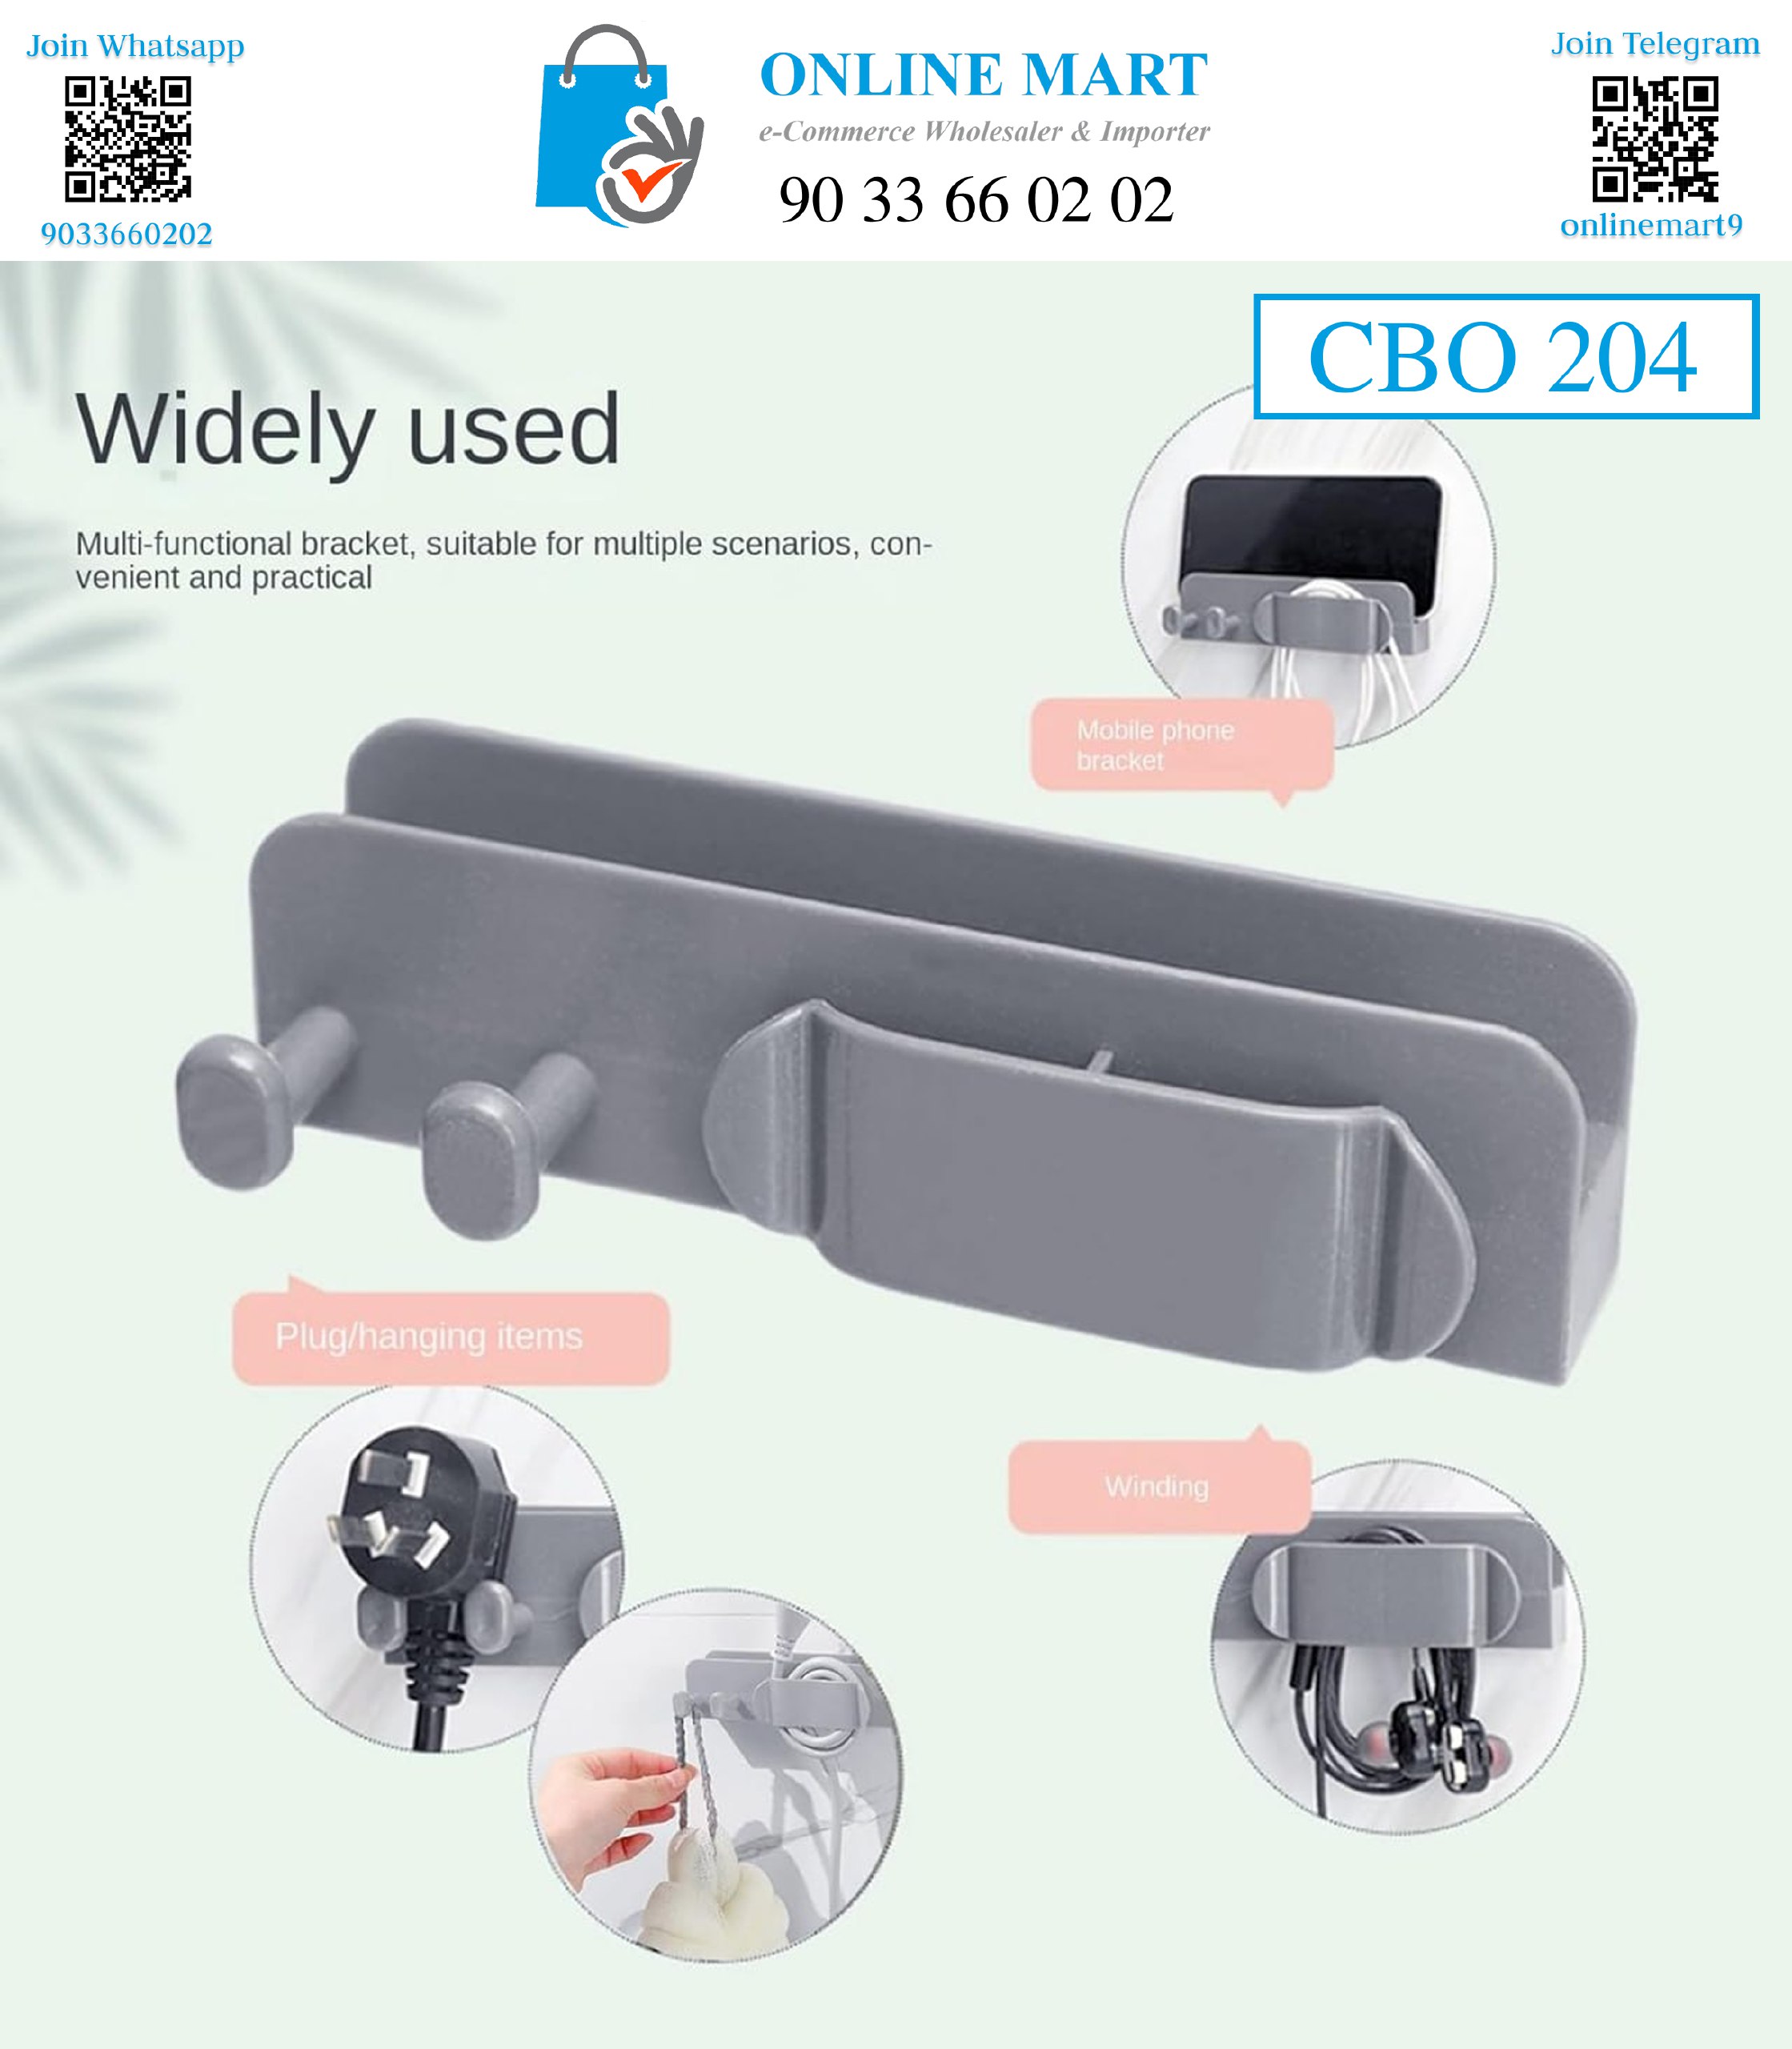 Join Whatsapp
9033660202
ONLINE MART
e-Commerce Wholesaler & Importer
90 33 66 02 02
Join Telegram
onlinemart9
CBO 204
Widely used
Multi-functional bracket, suitable for multiple scenarios, con-
venient and practical
Mobile phone
bracket
Plug/hanging items
Winding